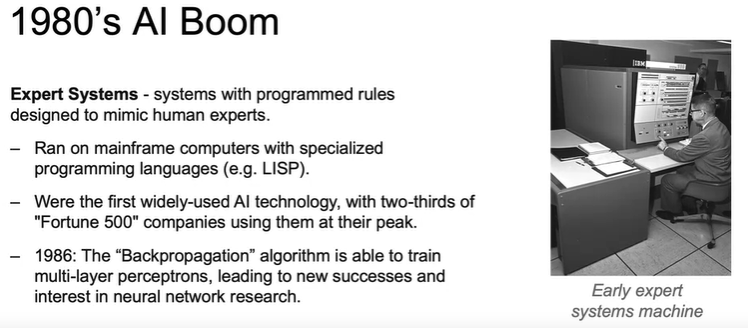 1980's AI Boom
Expert Systems - systems with programmed rules
designed to mimic human experts.
– Ran on mainframe computers with specialized
programming languages (e.g. LISP).
– Were the first widely-used AI technology, with two-thirds of
"Fortune 500" companies using them at their peak.
– 1986: The “Backpropagation” algorithm is able to train
multi-layer perceptrons, leading to new successes and
interest in neural network research.
IBM
Early expert
systems machine